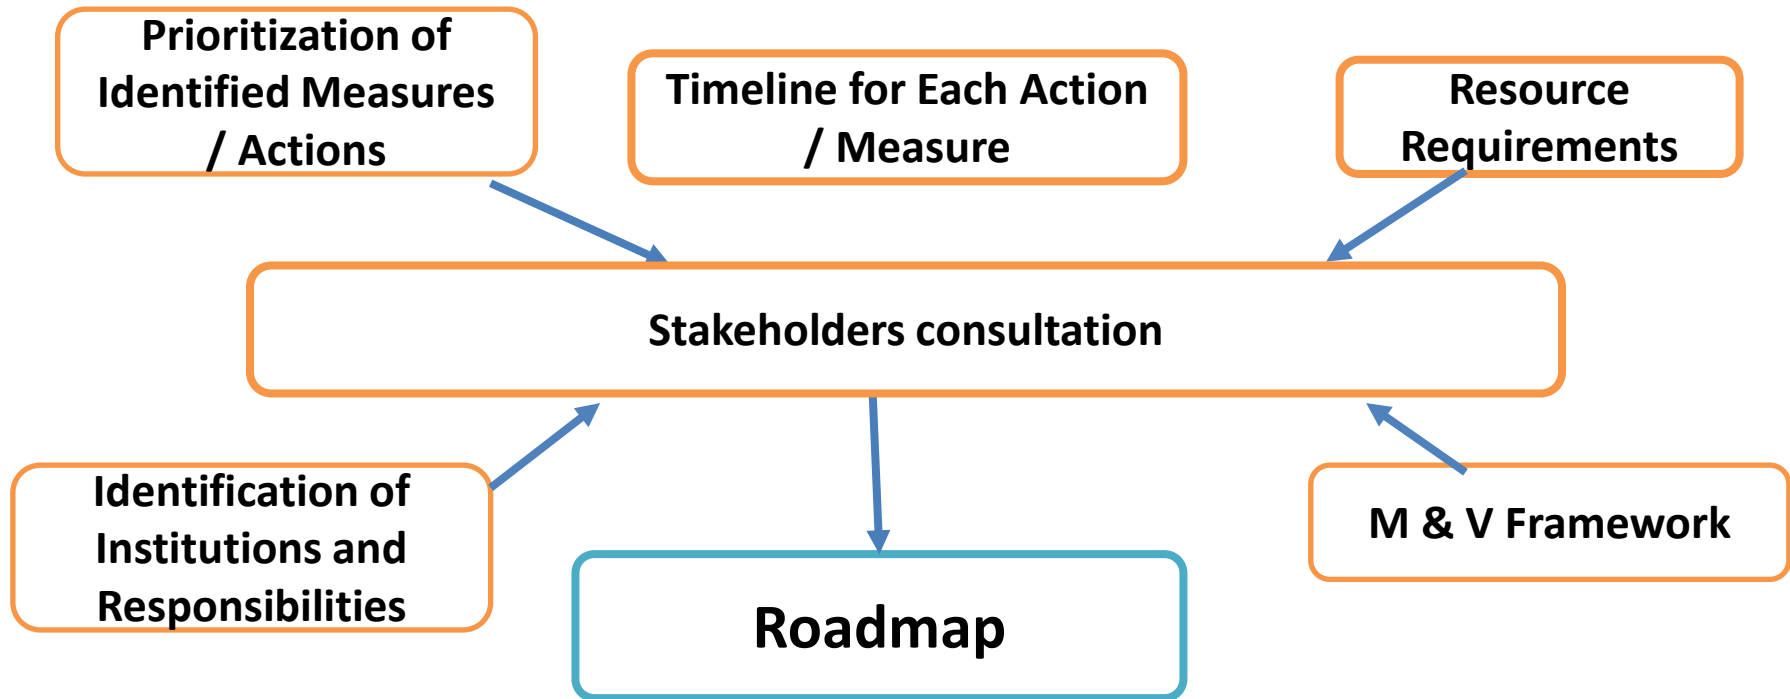 Prioritization of
Identified Measures
/ Actions
Timeline for Each Action
/ Measure
Resource
Requirements
Stakeholders consultation
Identification of
Institutions and
Responsibilities
M & V Framework
Roadmap